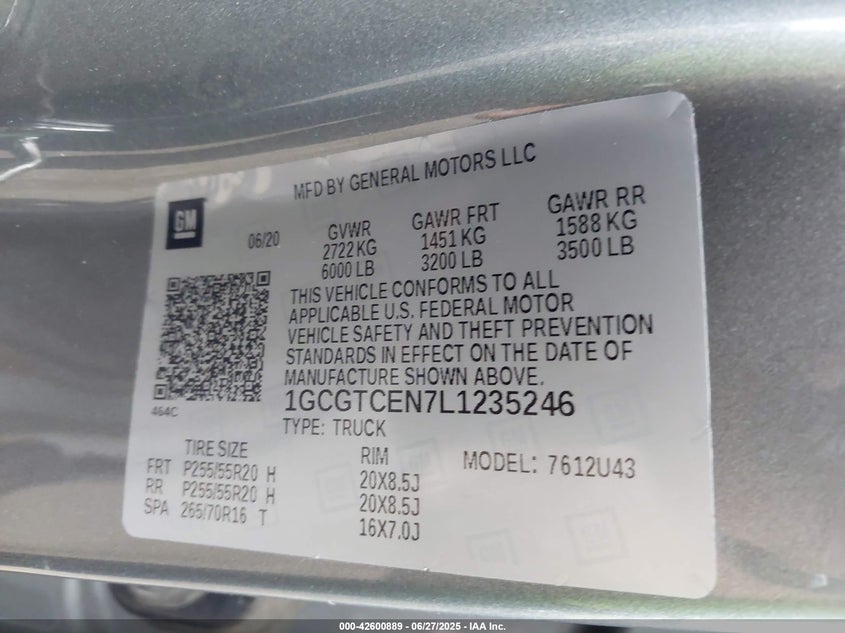 MFD BY GENERAL MOTORS LLC
GM
06/20
GVWR GAWR FRT GAWR RR
2722 KG 1451 KG 1588 KG
6000 LB 3200 LB 3500 LB
THIS VEHICLE CONFORMS TO ALL
APPLICABLE U.S. FEDERAL MOTOR
VEHICLE SAFETY AND THEFT PREVENTION
STANDARDS IN EFFECT ON THE DATE OF
MANUFACTURE SHOWN ABOVE.
464C
1GCGTCEN7L1235246
TYPE: TRUCK
TIRE SIZE RIM MODEL: 7612U43
FRT P255/55R20 H 20X8.5J
RR P255/55R20 H 20X8.5J
SPA 265/70R16 T 16X7.0J
000-42600889 - 06/27/2025 - IAA Inc.